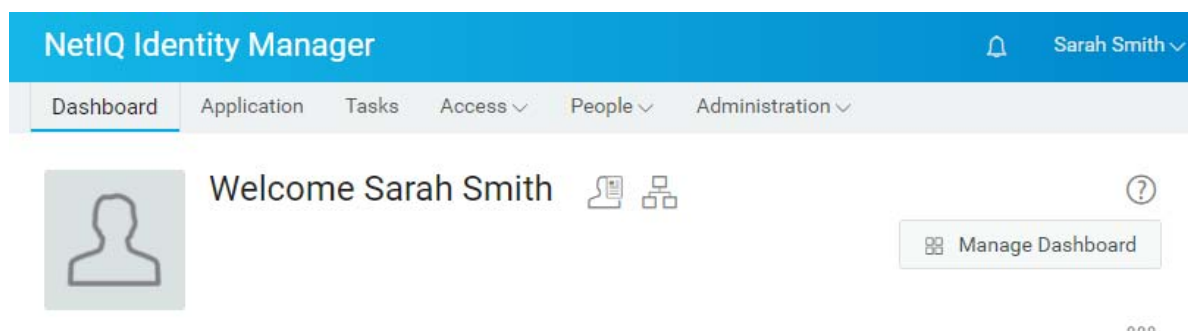 NetIQ Identity Manager
Sarah Smith
Dashboard Application Tasks Access People Administration
Welcome Sarah Smith
Manage Dashboard